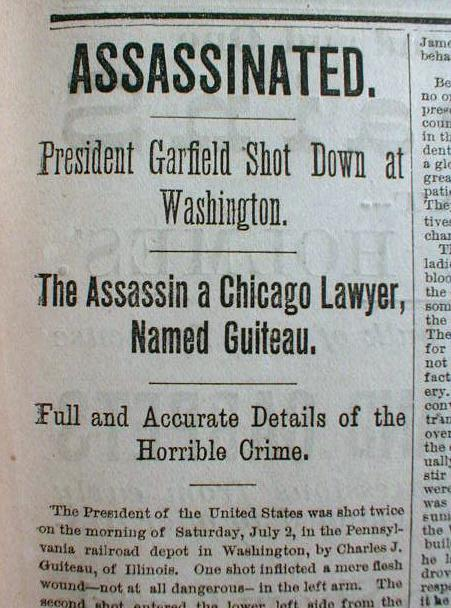 ASSASSINATED.
President Garfield Shot Down at
Washington.
The Assassin a Chicago Lawyer,
Named Guiteau.
Full and Accurate Details of the
Horrible Crime.
The President of the United States was shot twice
on the morning of Saturday, July 2, in the Pennsyl-
vania railroad depot in Washington, by Charles J.
Guiteau, of Illinois. One shot inflicted a mere flesh
wound—not at all dangerous—in the left arm. The
second shot entered the lower left side from the